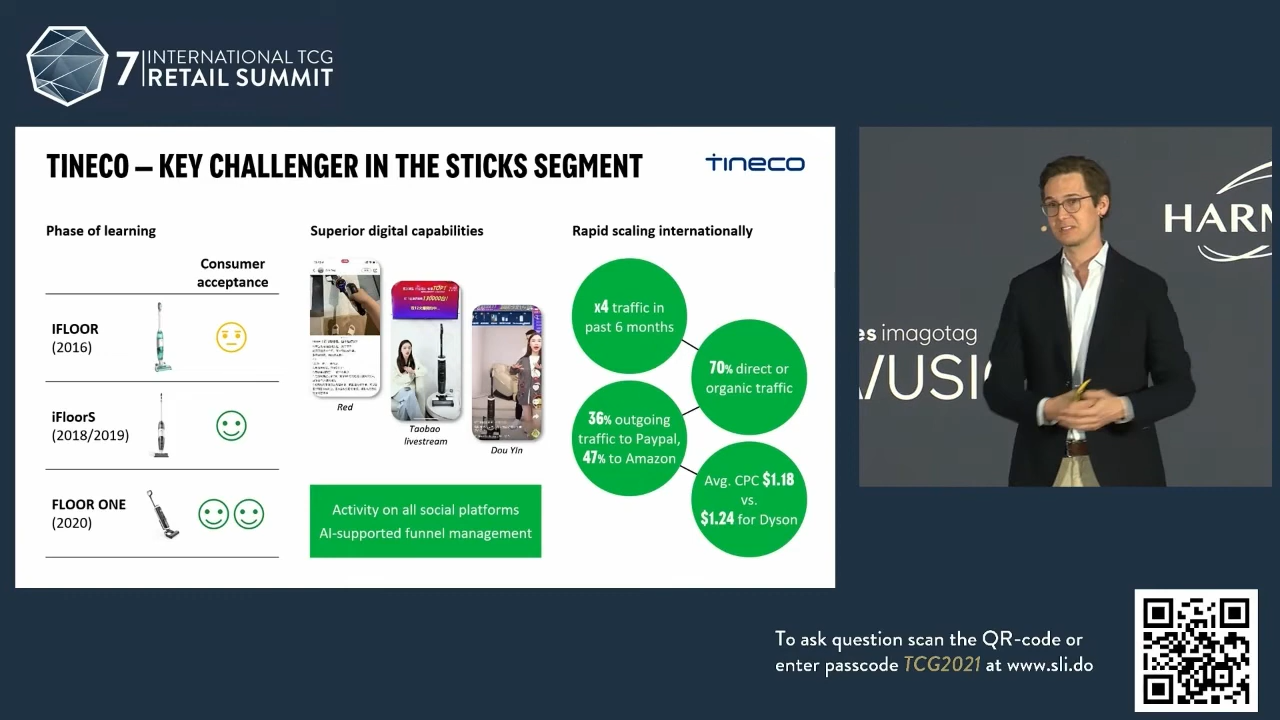 7 INTERNATIONAL TCG
RETAIL SUMMIT
TINECO – KEY CHALLENGER IN THE STICKS SEGMENT
tineco
Phase of learning
Consumer
acceptance
IFLOOR
(2016)
iFloorS
(2018/2019)
FLOOR ONE
(2020)
Superior digital capabilities
Red
Taobao
livestream
Dou Yin
Activity on all social platforms
AI-supported funnel management
Rapid scaling internationally
x4 traffic in
past 6 months
70% direct or
organic traffic
36% outgoing
traffic to Paypal,
47% to Amazon
Avg. CPC $1.18
vs.
$1.24 for Dyson
HARM
es imagotag
VUSI
To ask question scan the QR-code or
enter passcode TCG2021 at www.sli.do